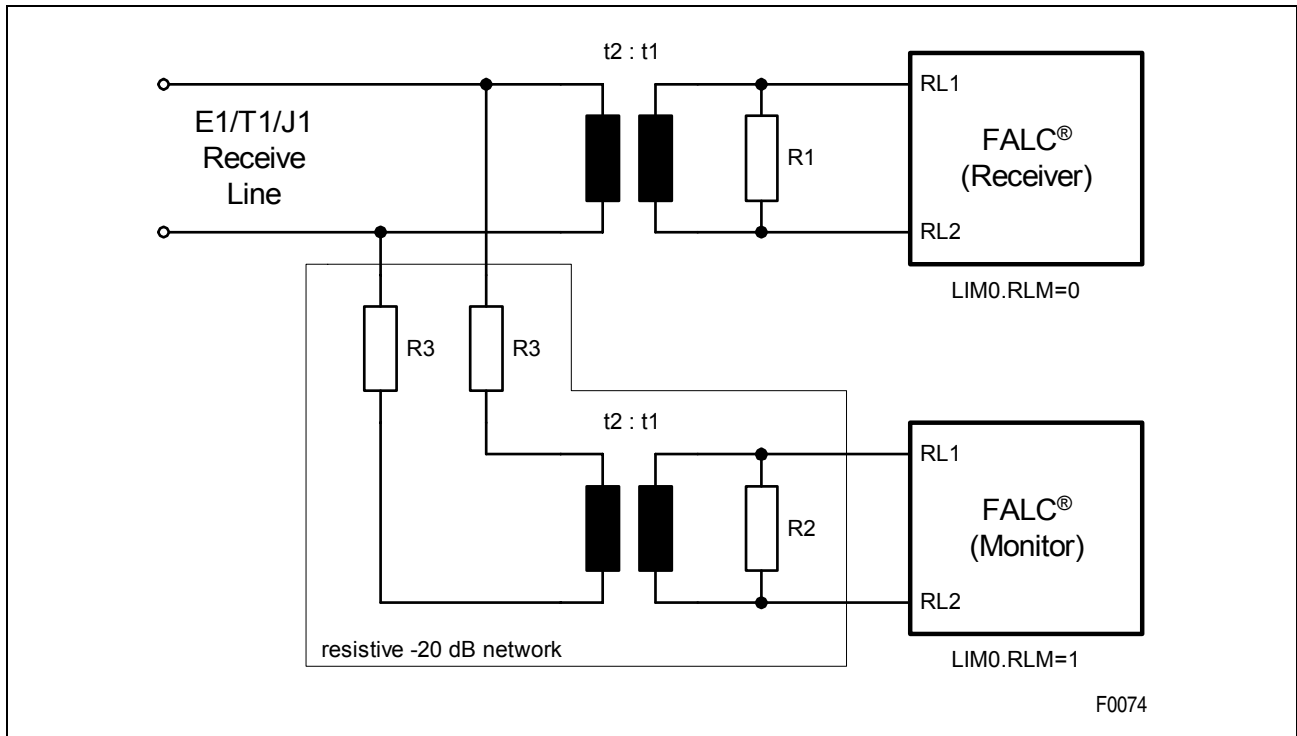 t2 : t1
E1/T1/J1
Receive
Line
R1
RL1
FALC®
(Receiver)
RL2
LIM0.RLM=0
R3
R3
t2 : t1
R2
RL1
FALC®
(Monitor)
RL2
resistive -20 dB network
LIM0.RLM=1
F0074